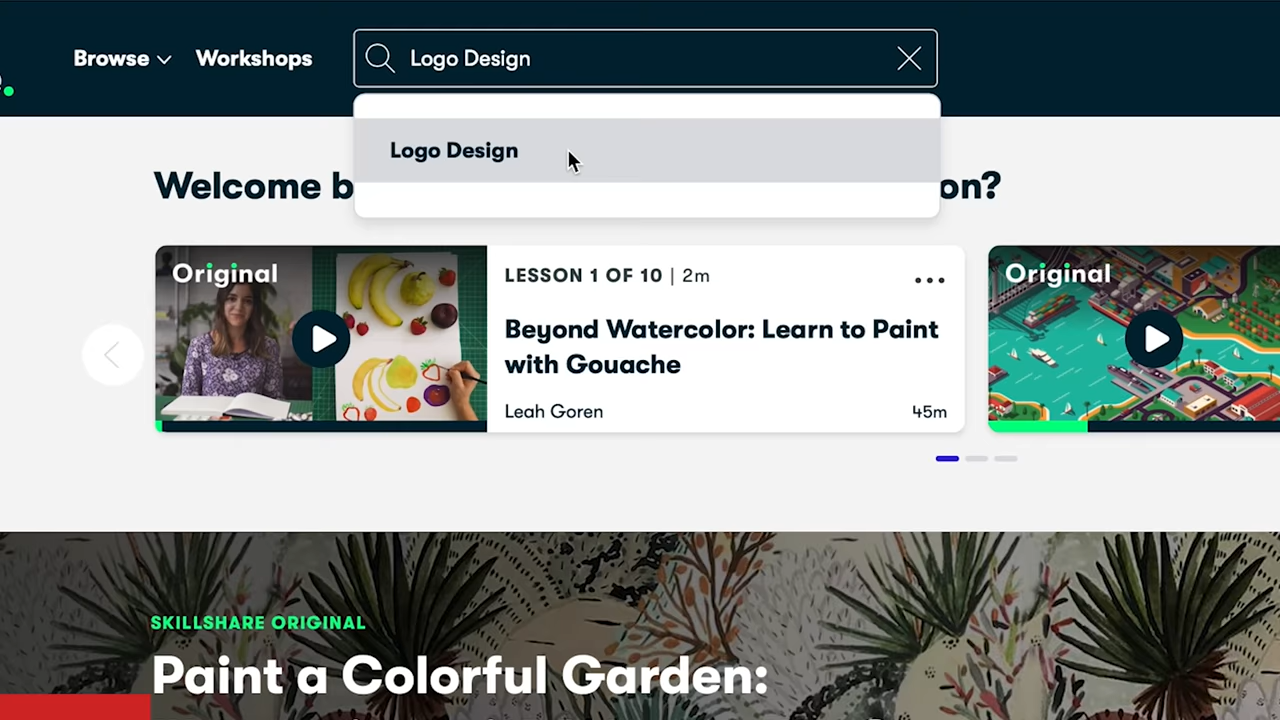 Browse Workshops Logo Design
Logo Design
Welcome b on?
Original
LESSON 1 OF 10 | 2m
Beyond Watercolor: Learn to Paint
with Gouache
Leah Goren 45m
Original
SKILLSHARE ORIGINAL
Paint a Colorful Garden: